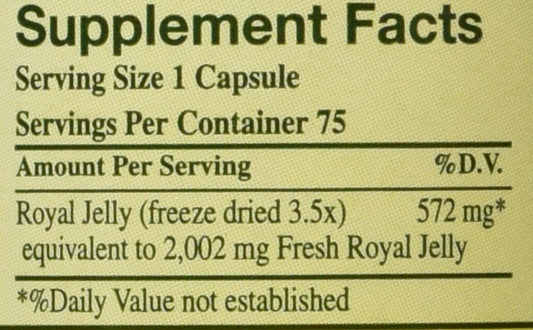 Supplement Facts
Serving Size 1 Capsule
Servings Per Container 75
Amount Per Serving %D.V.
Royal Jelly (freeze dried 3.5x) 572 mg*
equivalent to 2,002 mg Fresh Royal Jelly
*%Daily Value not established